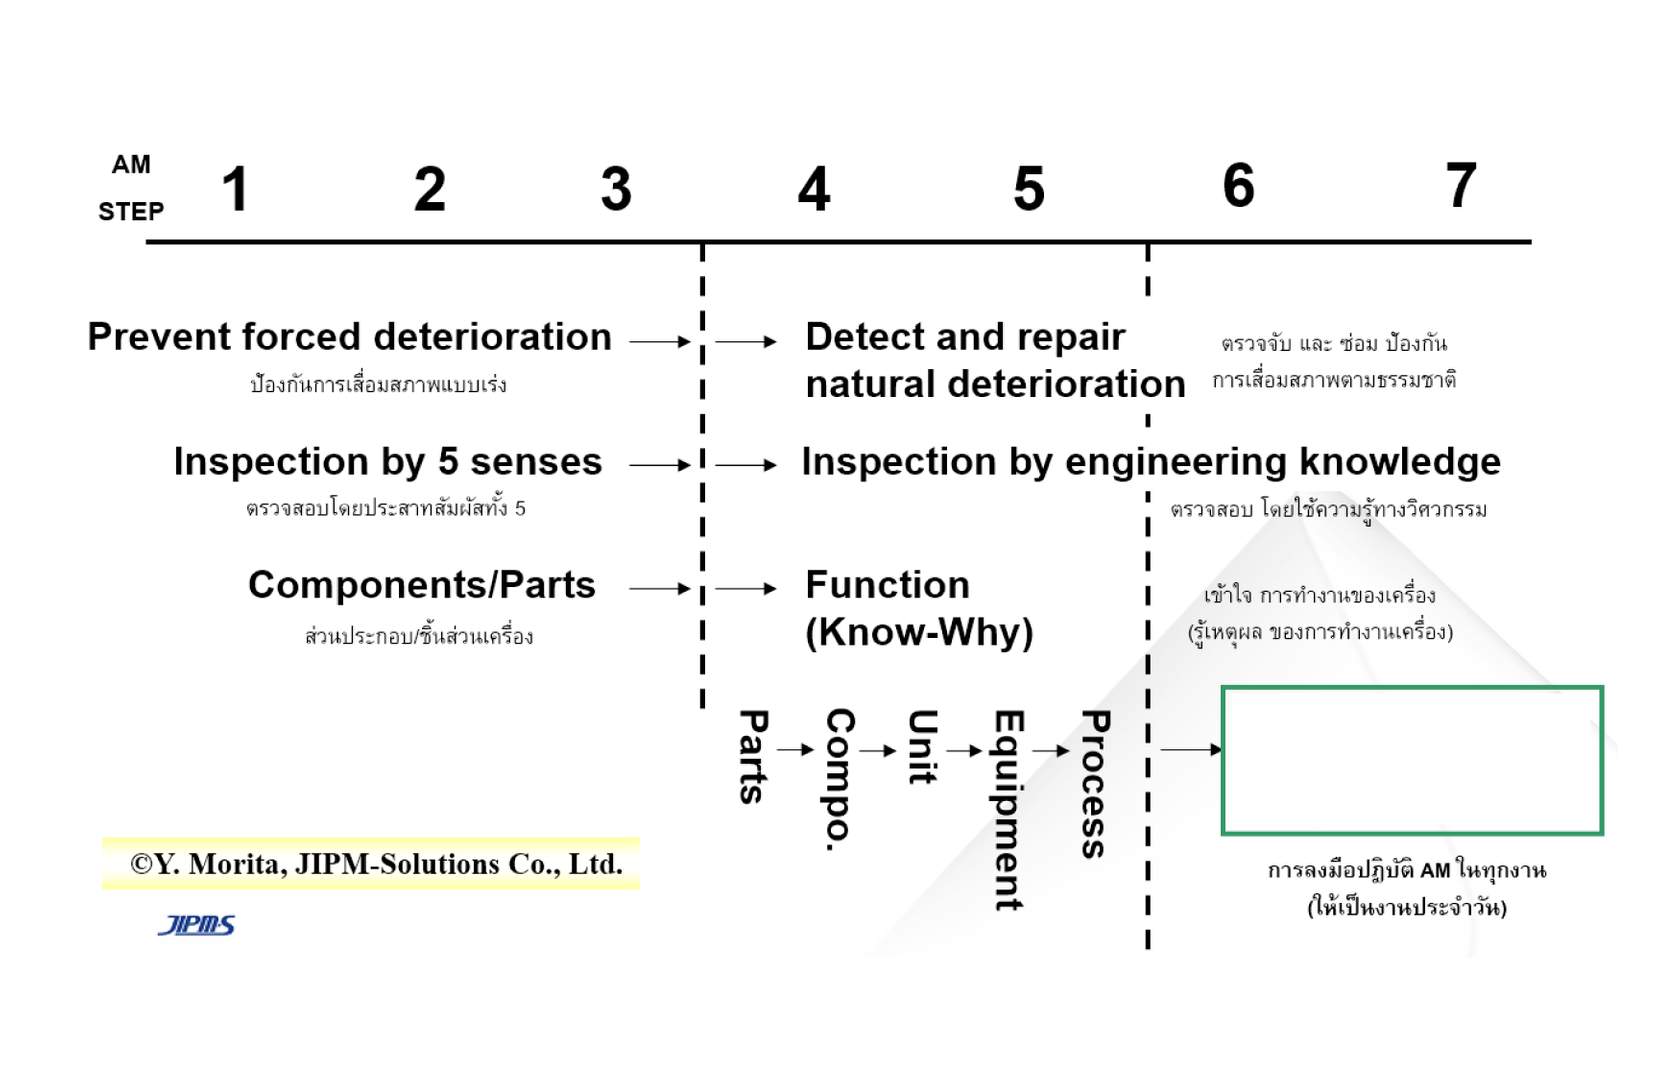 AM
STEP
1 2 3 4 5 6 7
Prevent forced deterioration
ป้องกันการเสื่อมสภาพแบบเร่ง
Detect and repair
natural deterioration
ตรวจจับ และ ซ่อม ป้องกัน
การเสื่อมสภาพตามธรรมชาติ
Inspection by 5 senses
ตรวจสอบโดยประสาทสัมผัสทั้ง 5
Inspection by engineering knowledge
ตรวจสอบ โดยใช้ความรู้ทางวิศวกรรม
Components/Parts
ส่วนประกอบ/ชิ้นส่วนเครื่อง
Function
(Know-Why)
เข้าใจ การทำงานของเครื่อง
(รู้เหตุผล ของการทำงานเครื่อง)
Parts
Compo.
Unit
Equipment
Process
การลงมือปฎิบัติ AM ในทุกงาน
(ให้เป็นงานประจำวัน)
©Y. Morita, JIPM-Solutions Co., Ltd.
JIPM-S